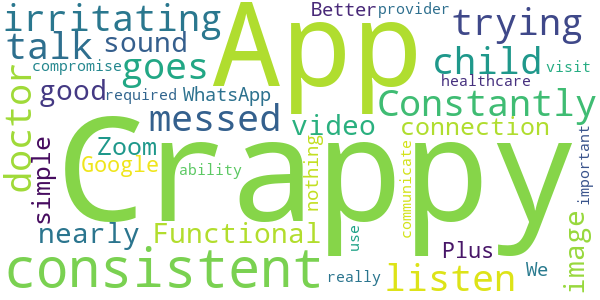 irritating
App
Better
provider
trying
talk
sound
goes
child
visit
compromise
healthcare
good
required
WhatsApp
Constantly
messed
doctor
video
connection
Crappy
Zoom
Google
ability
nothing
communicate
important
simple
nearly
Functional
use
Plus
image
consistent
really
listen
We